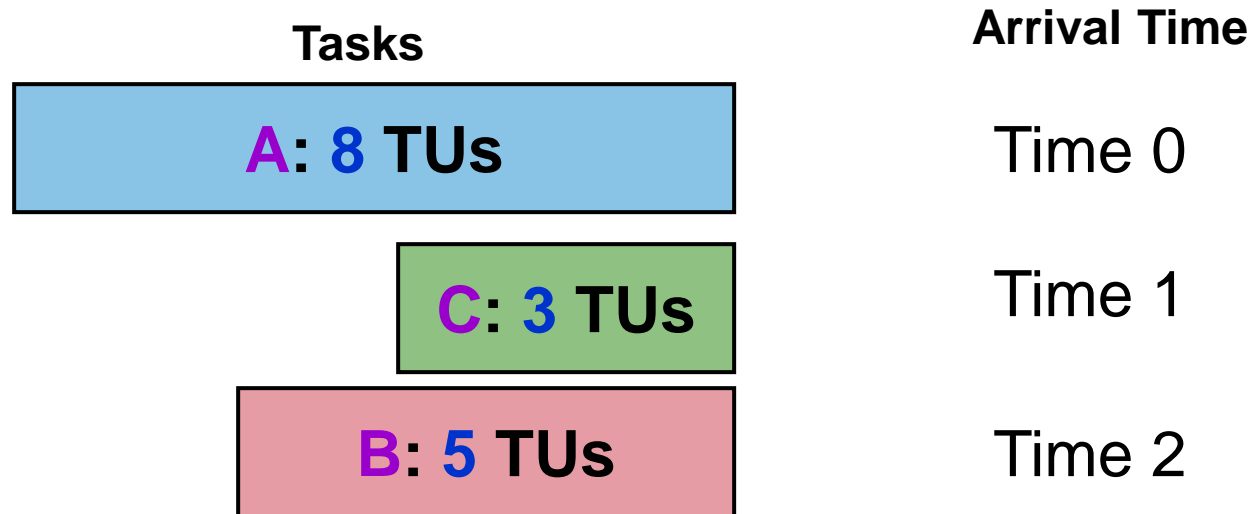 Tasks
Arrival Time
A: 8 TUs
Time 0
C: 3 TUs
Time 1
B: 5 TUs
Time 2